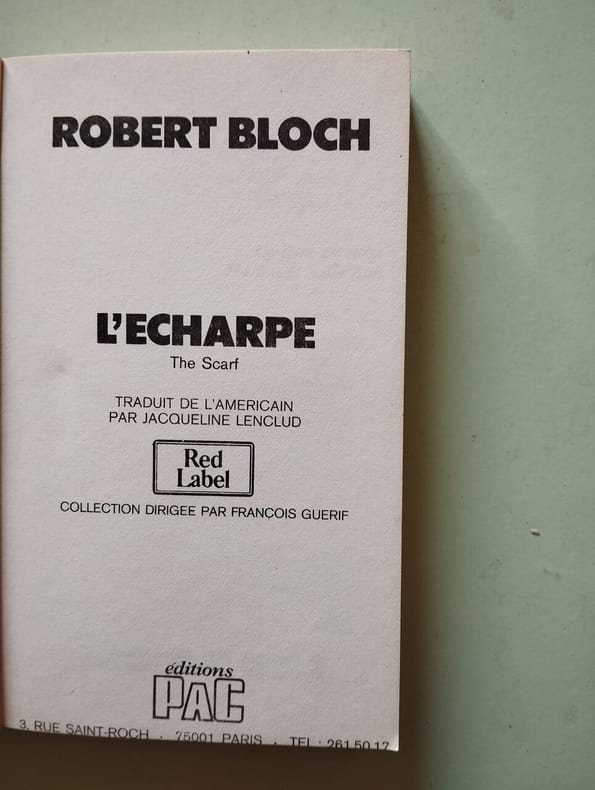 ROBERT BLOCH
L'ECHARPE
The Scarf
TRADUIT DE L'AMERICAIN
PAR JACQUELINE LENCLUD
Red
Label
COLLECTION DIRIGEE PAR FRANÇOIS GUERIF
éditions
PAC
3, RUE SAINT-ROCH · 75001 PARIS · TEL : 261.50.17